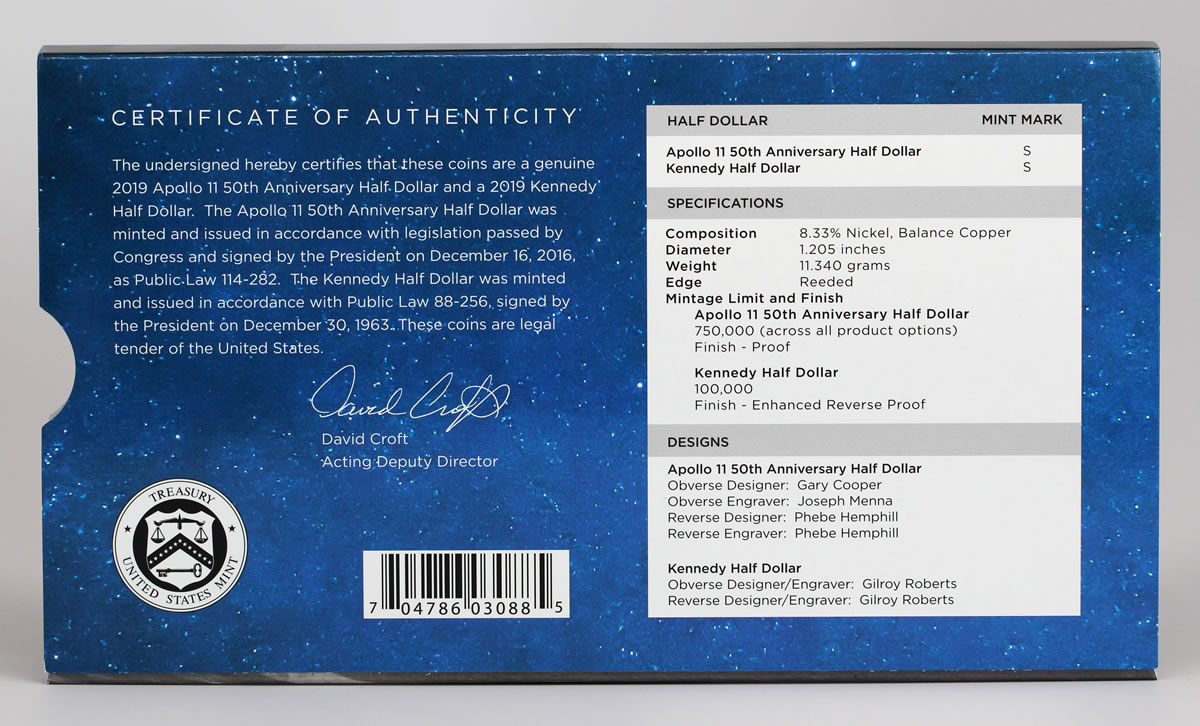 CERTIFICATE OF AUTHENTICITY
The undersigned hereby certifies that these coins are a genuine
2019 Apollo 11 50th Anniversary Half Dollar and a 2019 Kennedy
Half Dollar. The Apollo 11 50th Anniversary Half Dollar was
minted and issued in accordance with legislation passed by
Congress and signed by the President on December 16, 2016,
as Public Law 114-282. The Kennedy Half Dollar was minted
and issued in accordance with Public Law 88-256, signed by
the President on December 30, 1963. These coins are legal
tender of the United States.
David Croft
David Croft
Acting Deputy Director
TREASURY
UNITED STATES MINT
7 04786 03088 5
HALF DOLLAR MINT MARK
Apollo 11 50th Anniversary Half Dollar S
Kennedy Half Dollar S
SPECIFICATIONS
Composition 8.33% Nickel, Balance Copper
Diameter 1.205 inches
Weight 11.340 grams
Edge Reeded
Mintage Limit and Finish
Apollo 11 50th Anniversary Half Dollar
750,000 (across all product options)
Finish - Proof
Kennedy Half Dollar
100,000
Finish - Enhanced Reverse Proof
DESIGNS
Apollo 11 50th Anniversary Half Dollar
Obverse Designer: Gary Cooper
Obverse Engraver: Joseph Menna
Reverse Designer: Phebe Hemphill
Reverse Engraver: Phebe Hemphill
Kennedy Half Dollar
Obverse Designer/Engraver: Gilroy Roberts
Reverse Designer/Engraver: Gilroy Roberts